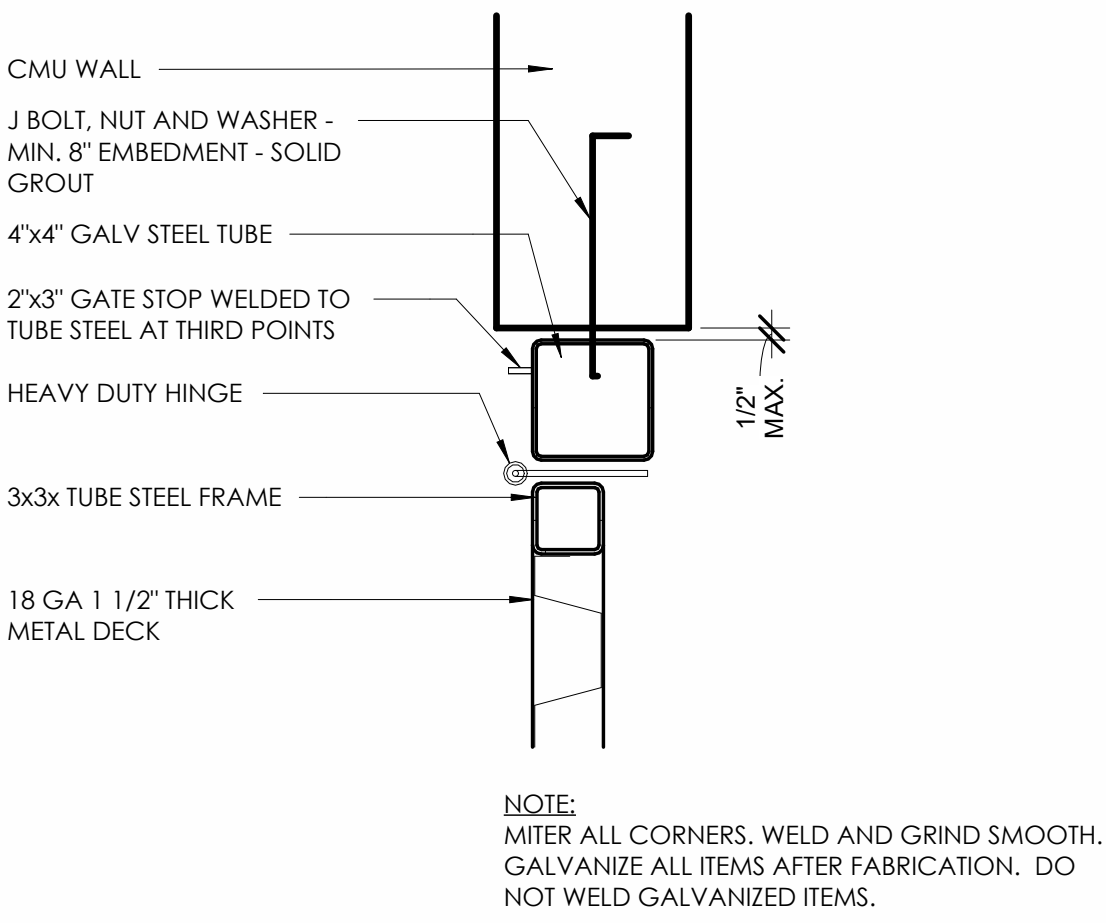 CMU WALL
J BOLT, NUT AND WASHER -
MIN. 8" EMBEDMENT - SOLID
GROUT
4"x4" GALV STEEL TUBE
2"x3" GATE STOP WELDED TO
TUBE STEEL AT THIRD POINTS
HEAVY DUTY HINGE
3x3x TUBE STEEL FRAME
18 GA 1 1/2" THICK
METAL DECK
1/2"
MAX.
NOTE:
MITER ALL CORNERS. WELD AND GRIND SMOOTH.
GALVANIZE ALL ITEMS AFTER FABRICATION.  DO
NOT WELD GALVANIZED ITEMS.